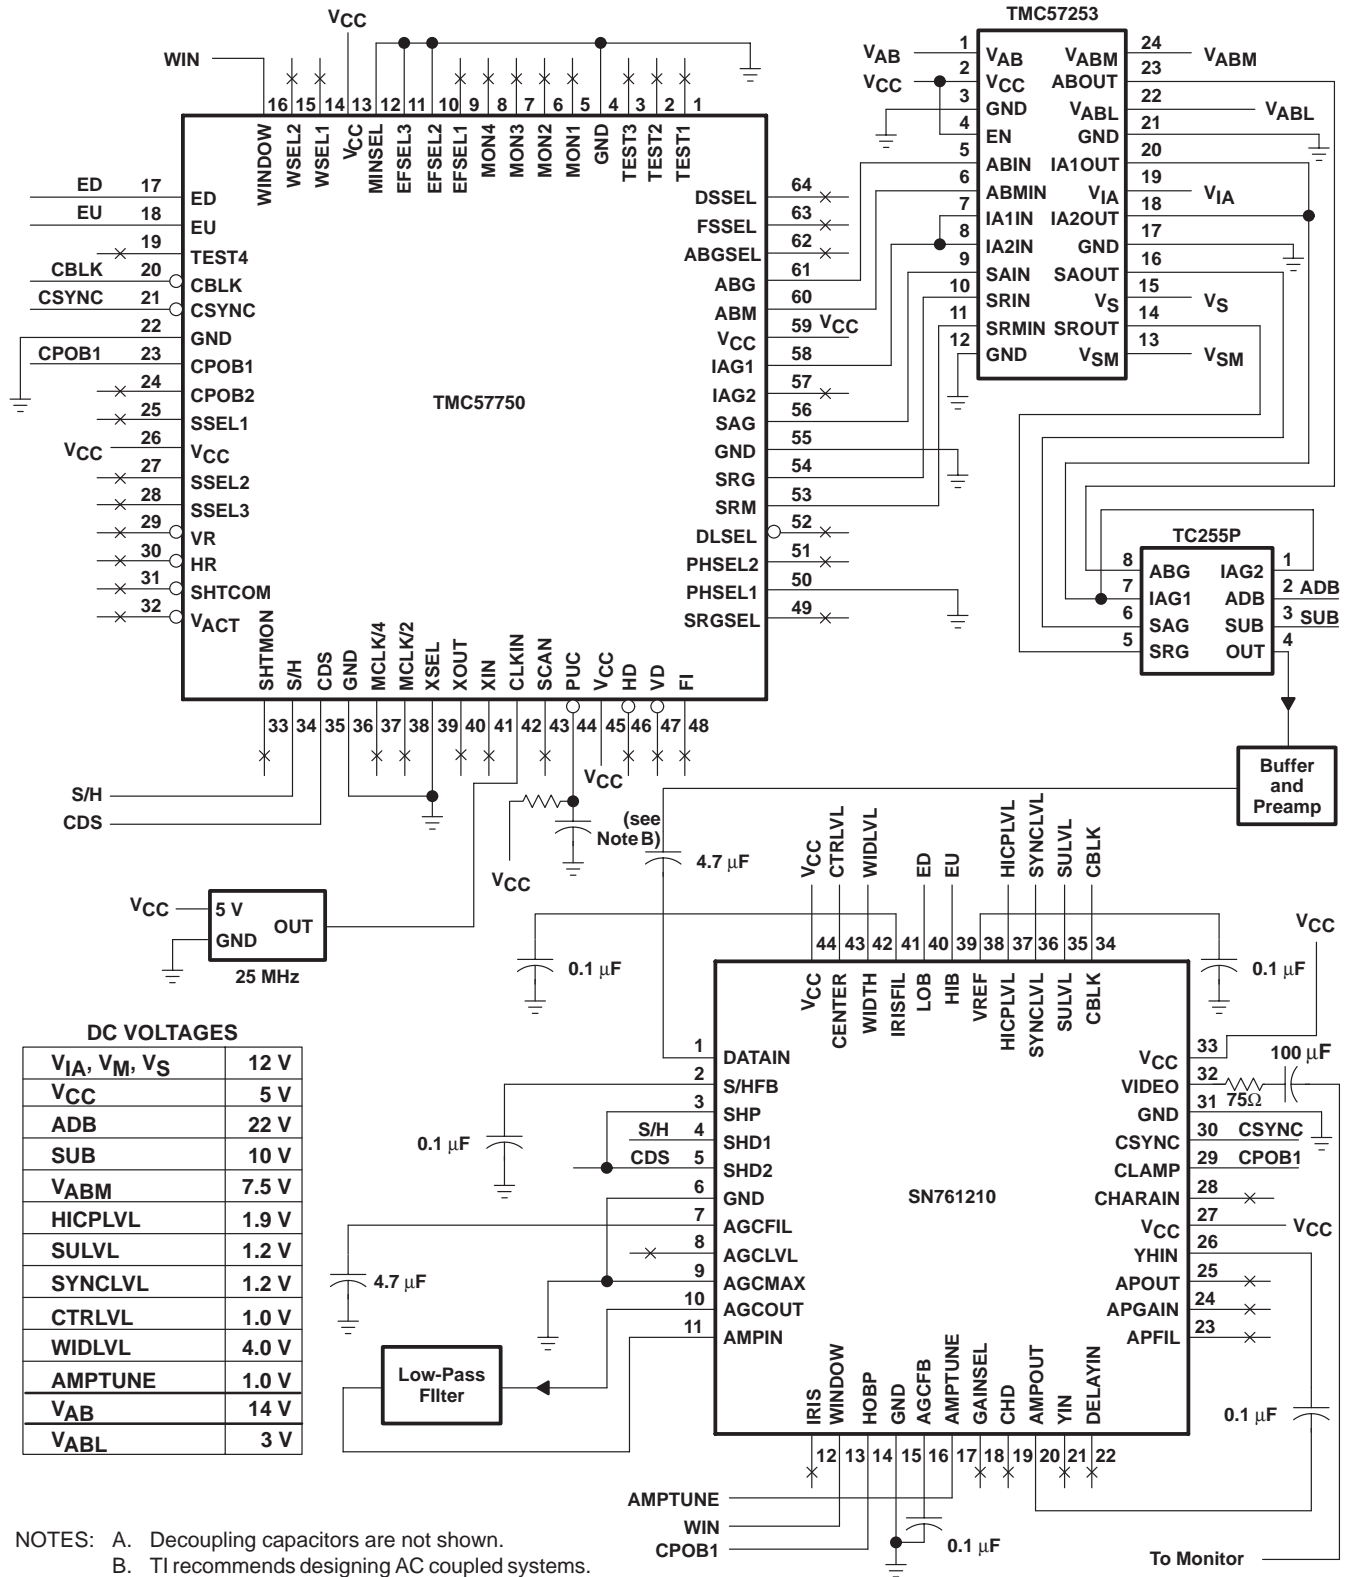 TMC57253
VCC
WIN
16 15 14 13 12 11 10 9 8 7 6 5 4 3 2 1
WINDOW
WSEL2
WSEL1
VCC
MINSEL
EFSEL3
EFSEL2
EFSEL1
MON4
MON3
MON2
MON1
GND
TEST3
TEST2
TEST1
TMC57750
ED 17 ED
EU 18 EU
19 TEST4
CBLK 20 CBLK
CSYNC 21 CSYNC
22 GND
CPOB1 23 CPOB1
24 CPOB2
25 SSEL1
VCC 26 VCC
27 SSEL2
28 SSEL3
29 VR
30 HR
31 SHTCOM
32 VACT
DSSEL 64
FSSEL 63
ABGSEL 62
ABG 61
ABM 60
VCC 59 VCC
IAG1 58
IAG2 57
SAG 56
GND 55
SRG 54
SRM 53
DLSEL 52
PHSEL2 51
PHSEL1 50
SRGSEL 49
SHTMON
S/H
CDS
GND
MCLK/4
MCLK/2
XSEL
XOUT
XIN
CLKIN
SCAN
PUC
VCC
HD
VD
FI
33 34 35 36 37 38 39 40 41 42 43 44 45 46 47 48
S/H
CDS
VCC
VCC
(see
Note B)
VAB 1 VAB
VCC 2 VCC
3 GND
4 EN
5 ABIN
6 ABMIN
7 IA1IN
8 IA2IN
9 SAIN
10 SRIN
11 SRMIN
12 GND
VABM 24 VABM
ABOUT 23
VABL 22 VABL
GND 21
IA1OUT 20
VIA 19 VIA
IA2OUT 18
GND 17
SAOUT 16
VS 15 VS
SROUT 14
VSM 13 VSM
TC255P
8 ABG IAG2 1
7 IAG1 ADB 2 ADB
6 SAG SUB 3 SUB
5 SRG OUT 4
Buffer
and
Preamp
4.7 μF
VCC 5 V
GND OUT
25 MHz
0.1 μF
VCC
CTRLVL
WIDLVL
ED
EU
HICPLVL
SYNCLVL
SULVL
CBLK
44 43 42 41 40 39 38 37 36 35 34
VCC
CENTER
WIDTH
IRISFIL
LOB
HIB
VREF
HICPLVL
SYNCLVL
SULVL
CBLK
0.1 μF
VCC
SN761210
1 DATAIN
2 S/HFB
3 SHP
S/H 4 SHD1
CDS 5 SHD2
6 GND
7 AGCFIL
8 AGCLVL
9 AGCMAX
10 AGCOUT
11 AMPIN
0.1 μF
4.7 μF
Low-Pass
FIlter
VCC 33
VIDEO 32
75Ω
100 μF
GND 31
CSYNC 30 CSYNC
CLAMP 29 CPOB1
CHARAIN 28
VCC 27 VCC
YHIN 26
APOUT 25
APGAIN 24
APFIL 23
0.1 μF
IRIS
WINDOW
HOBP
GND
AGCFB
AMPTUNE
GAINSEL
CHD
AMPOUT
YIN
DELAYIN
12 13 14 15 16 17 18 19 20 21 22
AMPTUNE
WIN
CPOB1
0.1 μF
To Monitor
DC VOLTAGES
VIA, VM, VS 12 V
VCC 5 V
ADB 22 V
SUB 10 V
VABM 7.5 V
HICPLVL 1.9 V
SULVL 1.2 V
SYNCLVL 1.2 V
CTRLVL 1.0 V
WIDLVL 4.0 V
AMPTUNE 1.0 V
VAB 14 V
VABL 3 V
NOTES: A. Decoupling capacitors are not shown.
B. TI recommends designing AC coupled systems.